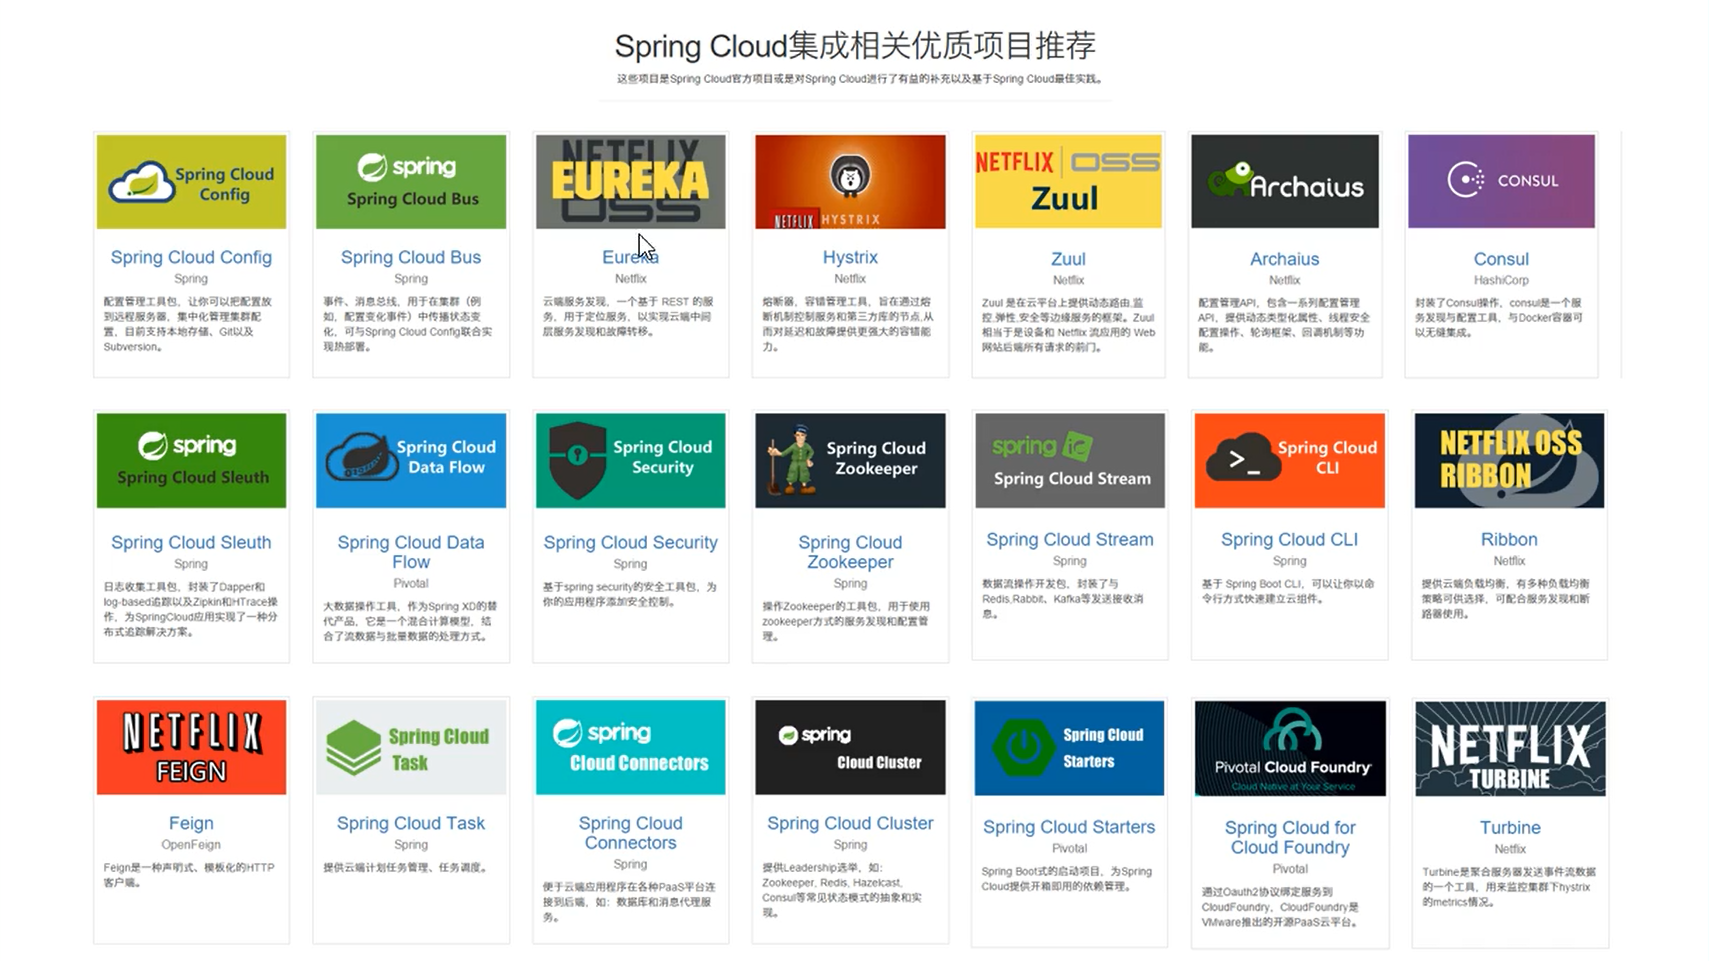 Spring Cloud集成相关优质项目推荐
这些项目是Spring Cloud官方项目或是对Spring Cloud进行了有益的补充以及基于Spring Cloud最佳实践。
Spring Cloud
Config
Spring Cloud Config
Spring
配置管理工具包，让你可以把配置放
到远程服务器，集中化管理集群配
置，目前支持本地存储、Git以及
Subversion。
spring
Spring Cloud Bus
Spring Cloud Bus
Spring
事件、消息总线，用于在集群（例
如，配置变化事件）中传播状态变
化，可与Spring Cloud Config联合实
现热部署。
NETFLIX
EUREKA
OSS
Eureka
Netflix
云端服务发现，一个基于 REST 的服
务，用于定位服务，以实现云端中间
层服务发现和故障转移。
NETFLIX HYSTRIX
Hystrix
Netflix
熔断器，容错管理工具，旨在通过熔
断机制控制服务和第三方库的节点,从
而对延迟和故障提供更强大的容错能
力。
NETFLIX OSS
Zuul
Zuul
Netflix
Zuul 是在云平台上提供动态路由,监
控,弹性,安全等边缘服务的框架。Zuul
相当于是设备和 Netflix 流应用的 Web
网站后端所有请求的前门。
Archaius
Archaius
Netflix
配置管理API，包含一系列配置管理
API，提供动态类型化属性、线程安全
配置操作、轮询框架、回调机制等功
能。
CONSUL
Consul
HashiCorp
封装了Consul操作，consul是一个服
务发现与配置工具，与Docker容器可
以无缝集成。
spring
Spring Cloud Sleuth
Spring Cloud Sleuth
Spring
日志收集工具包，封装了Dapper和
log-based追踪以及Zipkin和HTrace操
作，为SpringCloud应用实现了一种分
布式追踪解决方案。
Spring Cloud
Data Flow
Spring Cloud Data
Flow
Pivotal
大数据操作工具，作为Spring XD的替
代产品，它是一个混合计算模型，结
合了流数据与批量数据的处理方式。
Spring Cloud
Security
Spring Cloud Security
Spring
基于spring security的安全工具包，为
你的应用程序添加安全控制。
Spring Cloud
Zookeeper
Spring Cloud
Zookeeper
Spring
操作Zookeeper的工具包，用于使用
zookeeper方式的服务发现和配置管
理。
spring
Spring Cloud Stream
Spring Cloud Stream
Spring
数据流操作开发包，封装了与
Redis,Rabbit、Kafka等发送接收消
息。
Spring Cloud
CLI
Spring Cloud CLI
Spring
基于 Spring Boot CLI，可以让你以命
令行方式快速建立云组件。
NETFLIX OSS
RIBBON
Ribbon
Netflix
提供云端负载均衡，有多种负载均衡
策略可供选择，可配合服务发现和断
路器使用。
NETFLIX
FEIGN
Feign
OpenFeign
Feign是一种声明式、模板化的HTTP
客户端。
Spring Cloud
Task
Spring Cloud Task
Spring
提供云端计划任务管理、任务调度。
spring
Cloud Connectors
Spring Cloud
Connectors
Spring
便于云端应用程序在各种PaaS平台连
接到后端，如：数据库和消息代理服
务。
spring
Cloud Cluster
Spring Cloud Cluster
Spring
提供Leadership选举，如:
Zookeeper, Redis, Hazelcast,
Consul等常见状态模式的抽象和实
现。
Spring Cloud
Starters
Spring Cloud Starters
Pivotal
Spring Boot式的启动项目，为Spring
Cloud提供开箱即用的依赖管理。
Pivotal Cloud Foundry
Cloud Native at Your Service
Spring Cloud for
Cloud Foundry
Pivotal
通过Oauth2协议绑定服务到
CloudFoundry，CloudFoundry是
VMware推出的开源PaaS云平台。
NETFLIX
TURBINE
Turbine
Netflix
Turbine是聚合服务器发送事件流数据
的一个工具，用来监控集群下hystrix
的metrics情况。